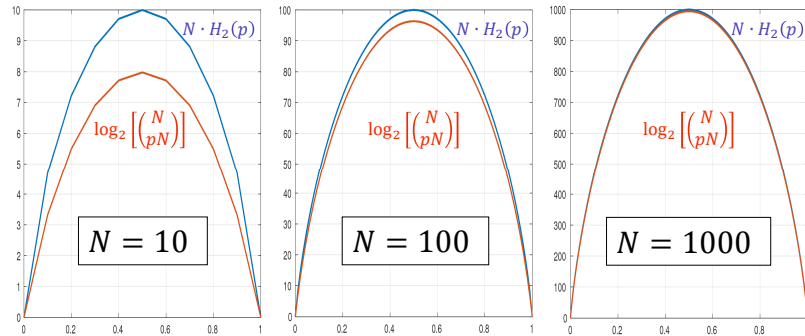 N · H₂(p)
log₂ [(N
pN)]
N = 10
10
9
8
7
6
5
4
3
2
1
0
0 0.2 0.4 0.6 0.8 1
N · H₂(p)
log₂ [(N
pN)]
N = 100
100
90
80
70
60
50
40
30
20
10
0
0 0.2 0.4 0.6 0.8 1
N · H₂(p)
log₂ [(N
pN)]
N = 1000
1000
900
800
700
600
500
400
300
200
100
0
0 0.2 0.4 0.6 0.8